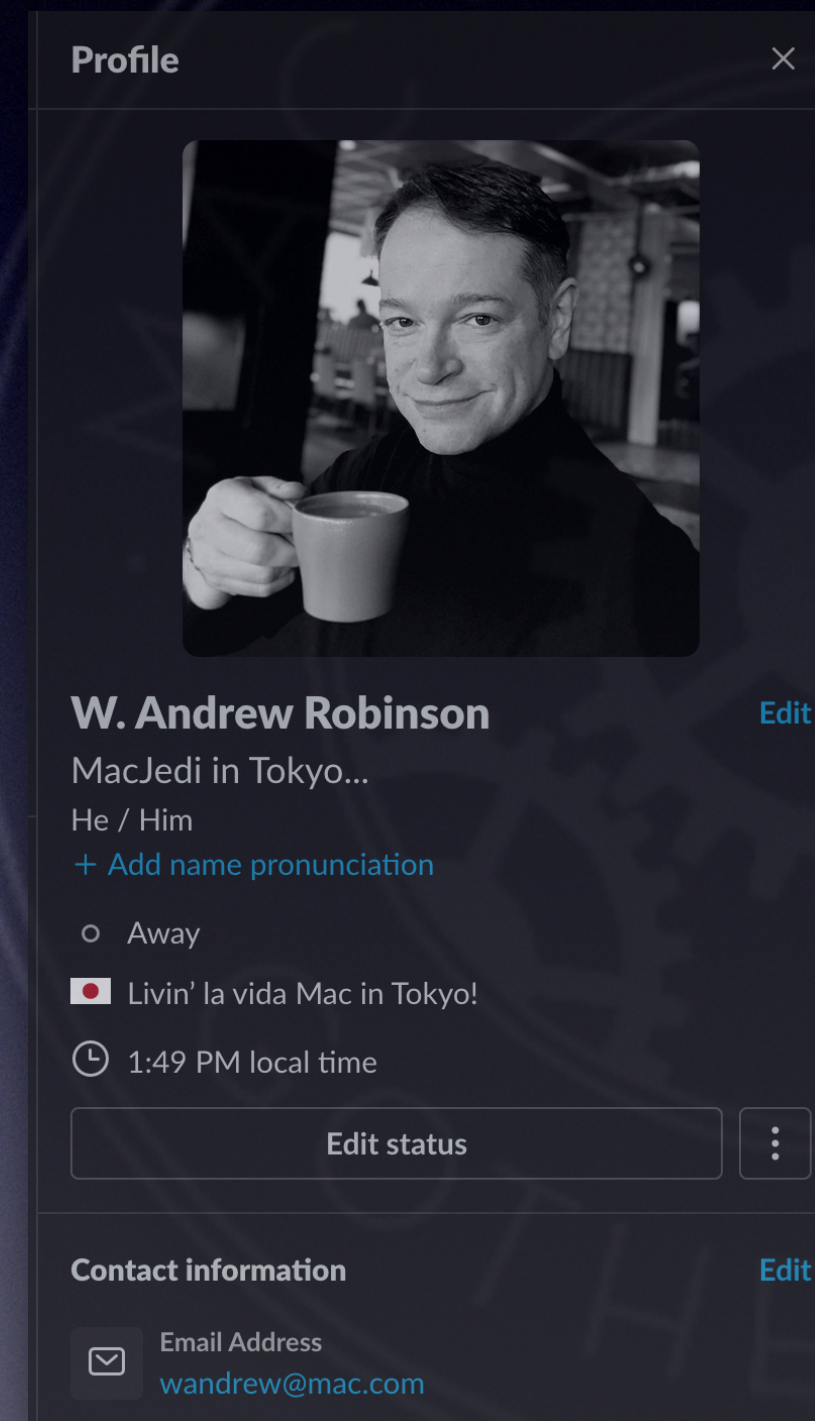 Profile
W. Andrew Robinson
Edit
MacJedi in Tokyo...
He / Him
+ Add name pronunciation
Away
Livin’ la vida Mac in Tokyo!
1:49 PM local time
Edit status
Contact information
Edit
Email Address
wandrew@mac.com